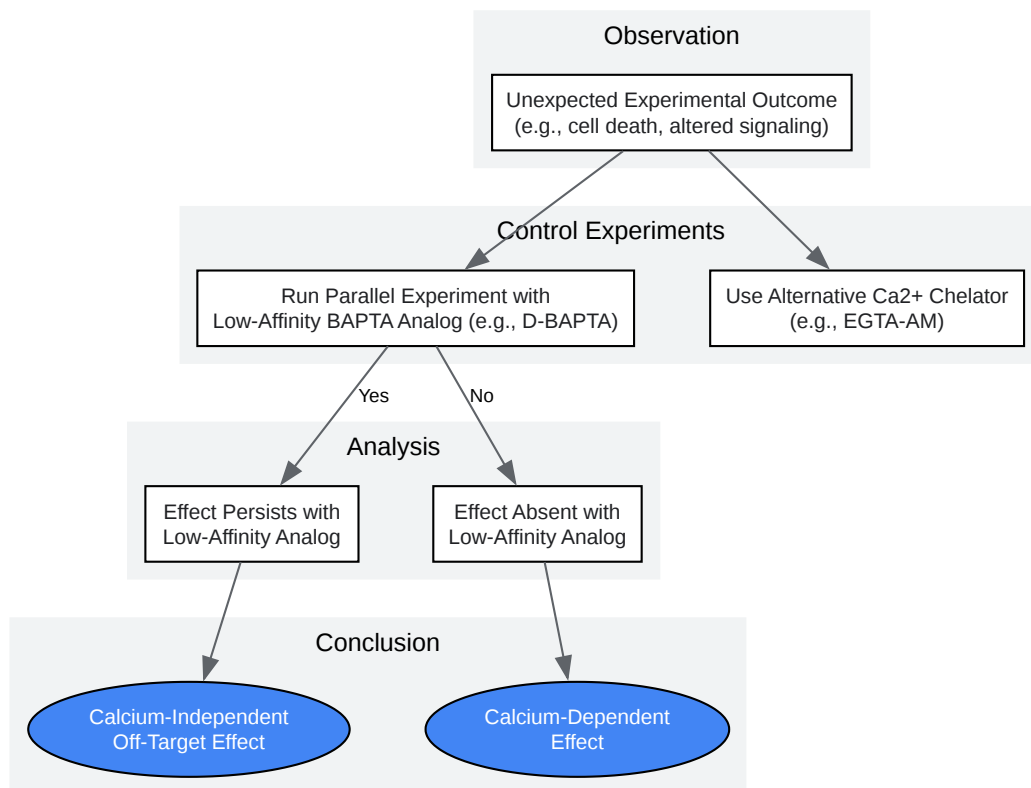 Observation
Unexpected Experimental Outcome
(e.g., cell death, altered signaling)
Control Experiments
Run Parallel Experiment with
Low-Affinity BAPTA Analog (e.g., D-BAPTA)
Use Alternative Ca2+ Chelator
(e.g., EGTA-AM)
Yes
No
Analysis
Effect Persists with
Low-Affinity Analog
Effect Absent with
Low-Affinity Analog
Conclusion
Calcium-Independent
Off-Target Effect
Calcium-Dependent
Effect